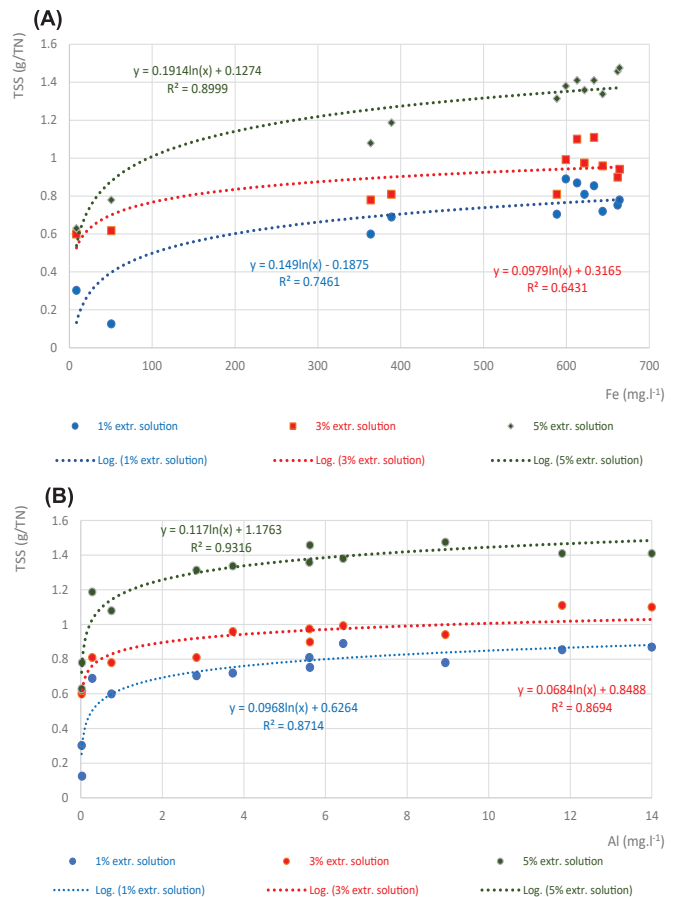 (A)
TSS (g/TN)
1.6
1.4
1.2
1
0.8
0.6
0.4
0.2
0
y = 0.1914ln(x) + 0.1274
R² = 0.8999
y = 0.149ln(x) - 0.1875
R² = 0.7461
y = 0.0979ln(x) + 0.3165
R² = 0.6431
0 100 200 300 400 500 600 700
Fe (mg.l⁻¹)
1% extr. solution 3% extr. solution 5% extr. solution
Log. (1% extr. solution) Log. (3% extr. solution) Log. (5% extr. solution)
(B)
TSS (g/TN)
1.6
1.4
1.2
1
0.8
0.6
0.4
0.2
0
y = 0.117ln(x) + 1.1763
R² = 0.9316
y = 0.0968ln(x) + 0.6264
R² = 0.8714
y = 0.0684ln(x) + 0.8488
R² = 0.8694
0 2 4 6 8 10 12 14
Al (mg.l⁻¹)
1% extr. solution 3% extr. solution 5% extr. solution
Log. (1% extr. solution) Log. (3% extr. solution) Log. (5% extr. solution)